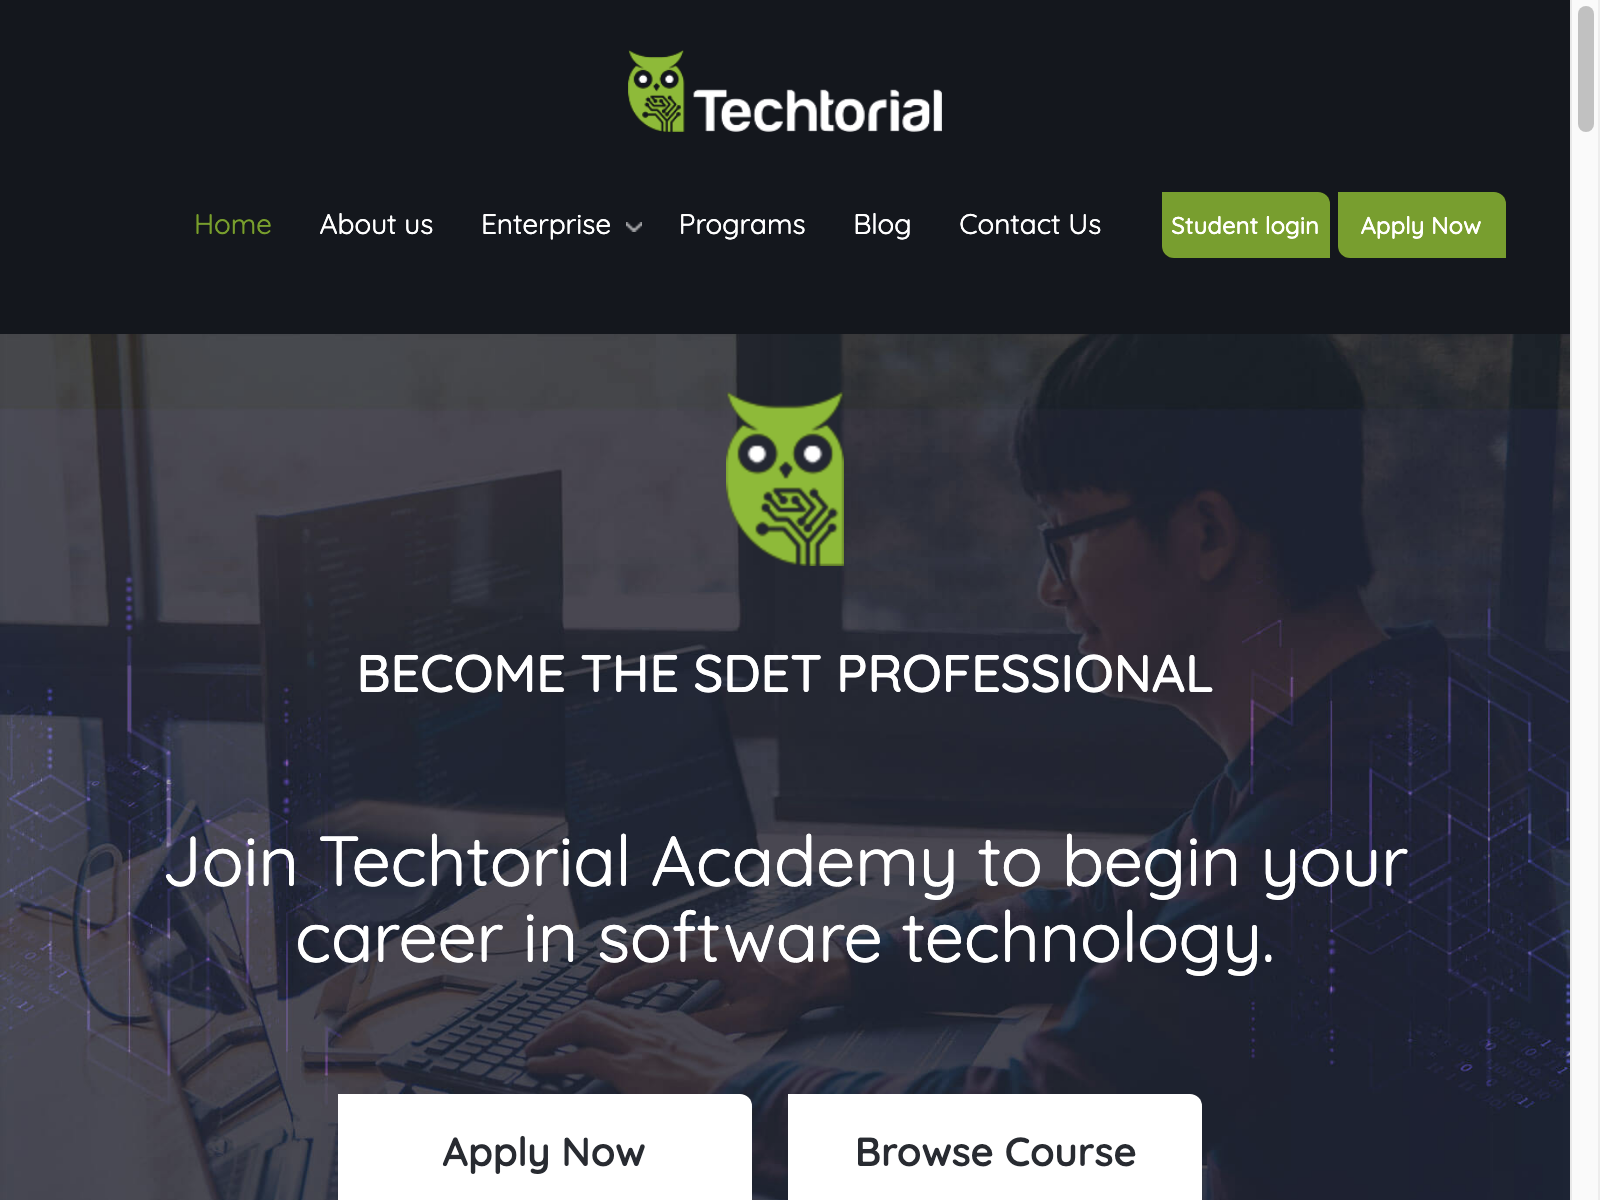 Techtorial
Home About us Enterprise Programs Blog Contact Us Student login Apply Now
BECOME THE SDET PROFESSIONAL
Join Techtorial Academy to begin your
career in software technology.
Apply Now Browse Course